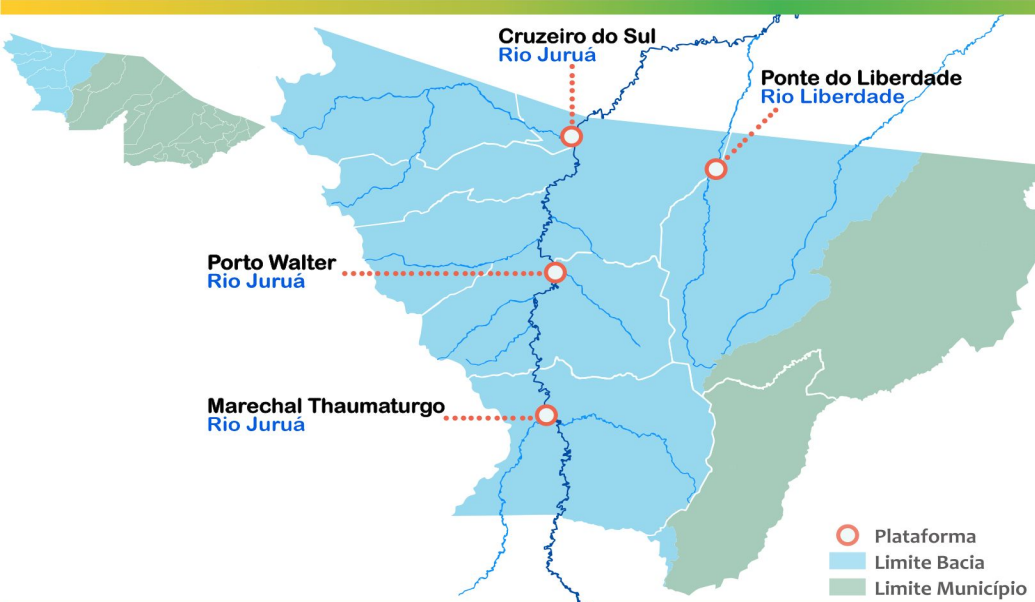 Cruzeiro do Sul
Rio Juruá
Ponte do Liberdade
Rio Liberdade
Porto Walter
Rio Juruá
Marechal Thaumaturgo
Rio Juruá
Plataforma
Limite Bacia
Limite Município